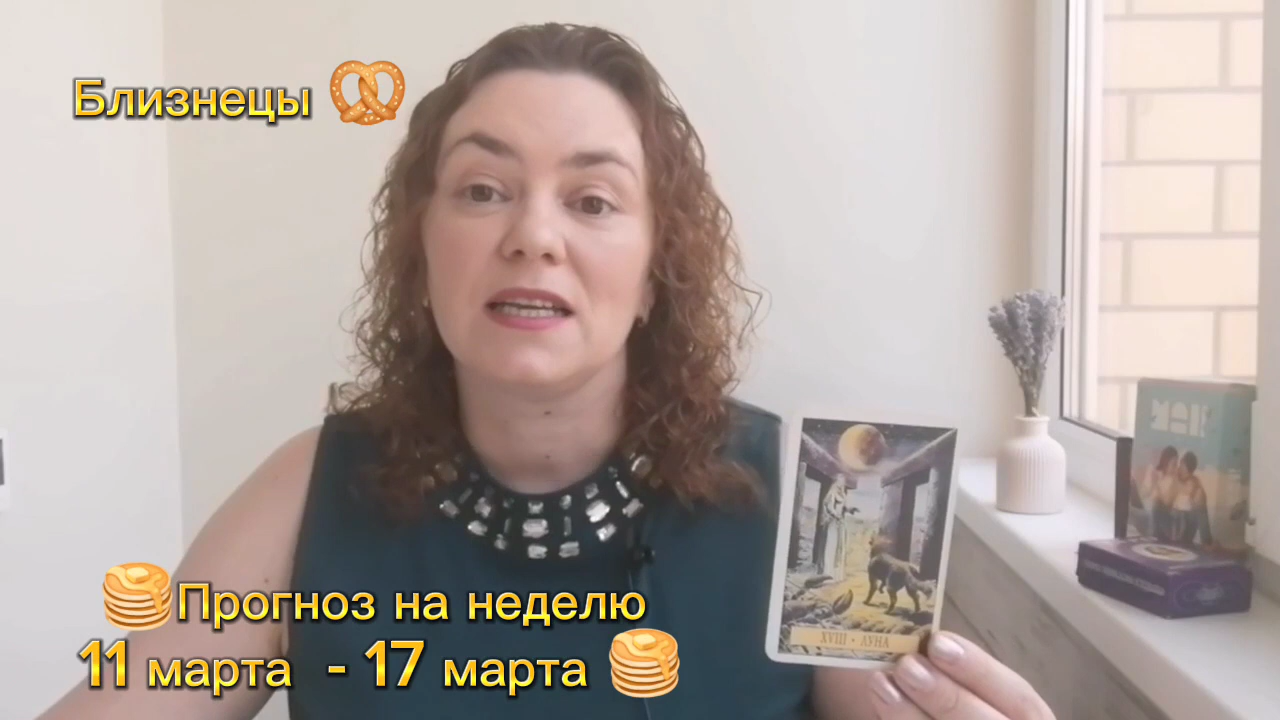 Близнецы
Прогноз на неделю
11 марта - 17 марта
XVIII • ЛУНА